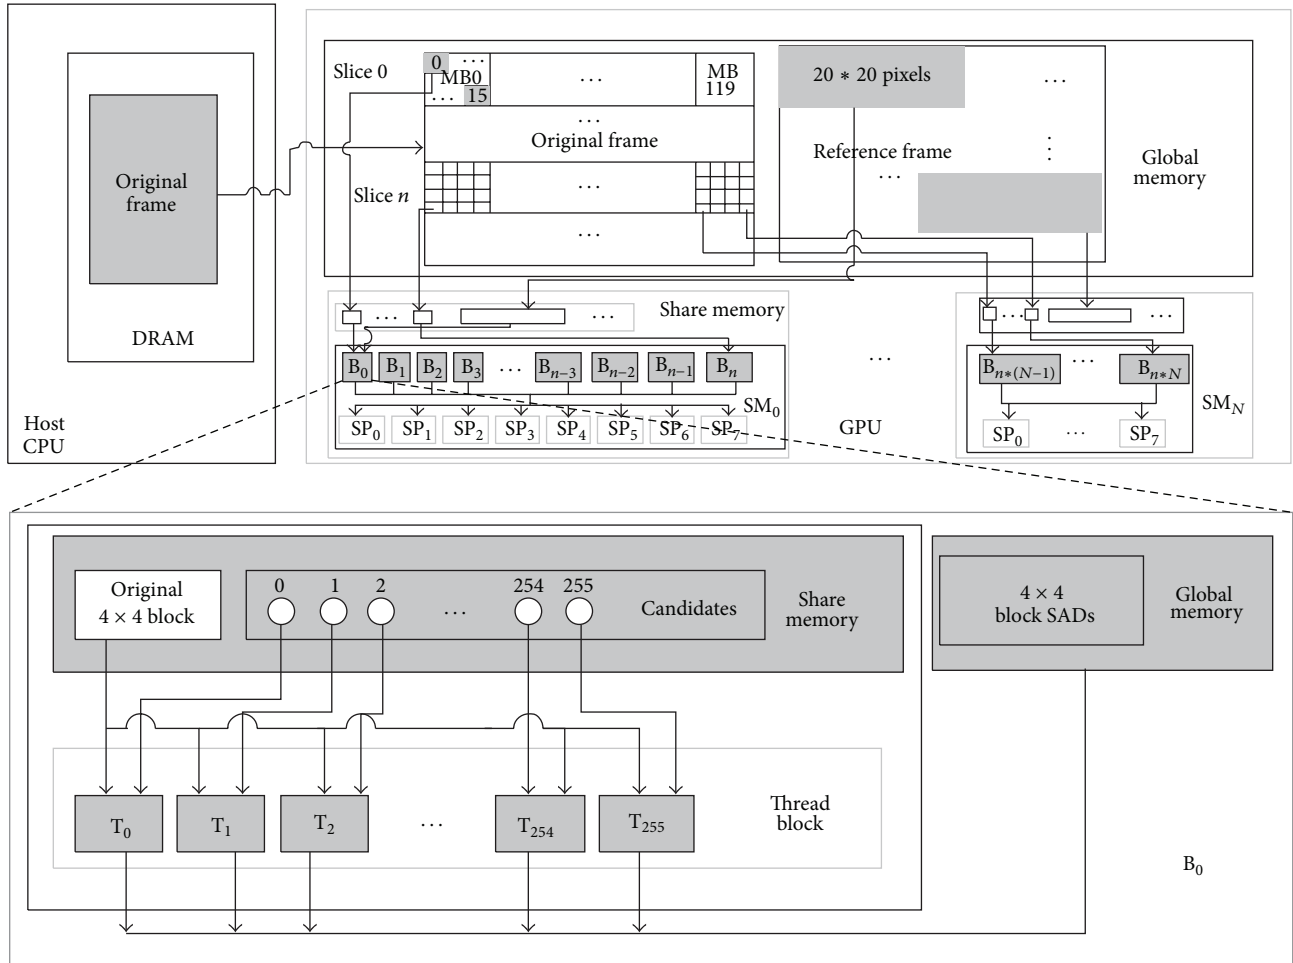 Slice 0
0 ...
MB0
... 15
...
MB
119
20 * 20 pixels
...
...
Original frame
Reference frame
...
...
Global
memory
Original
frame
Slice n
...
...
DRAM
Host
CPU
... ...
Share memory
... ...
B0 B1 B2 B3 ... Bn−3 Bn−2 Bn−1 Bn
SM0
SP0 SP1 SP2 SP3 SP4 SP5 SP6 SP7
...
GPU
Bn*(N−1) ... Bn*N
SMN
SP0 ... SP7
Original
4 × 4 block
0 1 2 ... 254 255
Candidates
Share
memory
4 × 4
block SADs
Global
memory
T0 T1 T2 ... T254 T255
Thread
block
B0